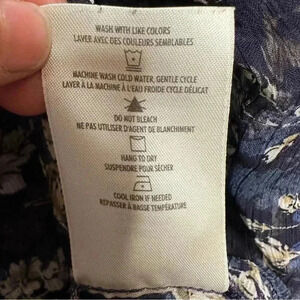 WASH WITH LIKE COLORS
LAVER AVEC DES COULEURS SEMBLABLES
MACHINE WASH COLD WATER, GENTLE CYCLE
LAVER À LA MACHINE À L'EAU FROIDE CYCLE DÉLICAT
DO NOT BLEACH
NE PAS UTILISER D'AGENT DE BLANCHIMENT
HANG TO DRY
SUSPENDRE POUR SÉCHER
COOL IRON IF NEEDED
REPASSER À BASSE TEMPÉRATURE